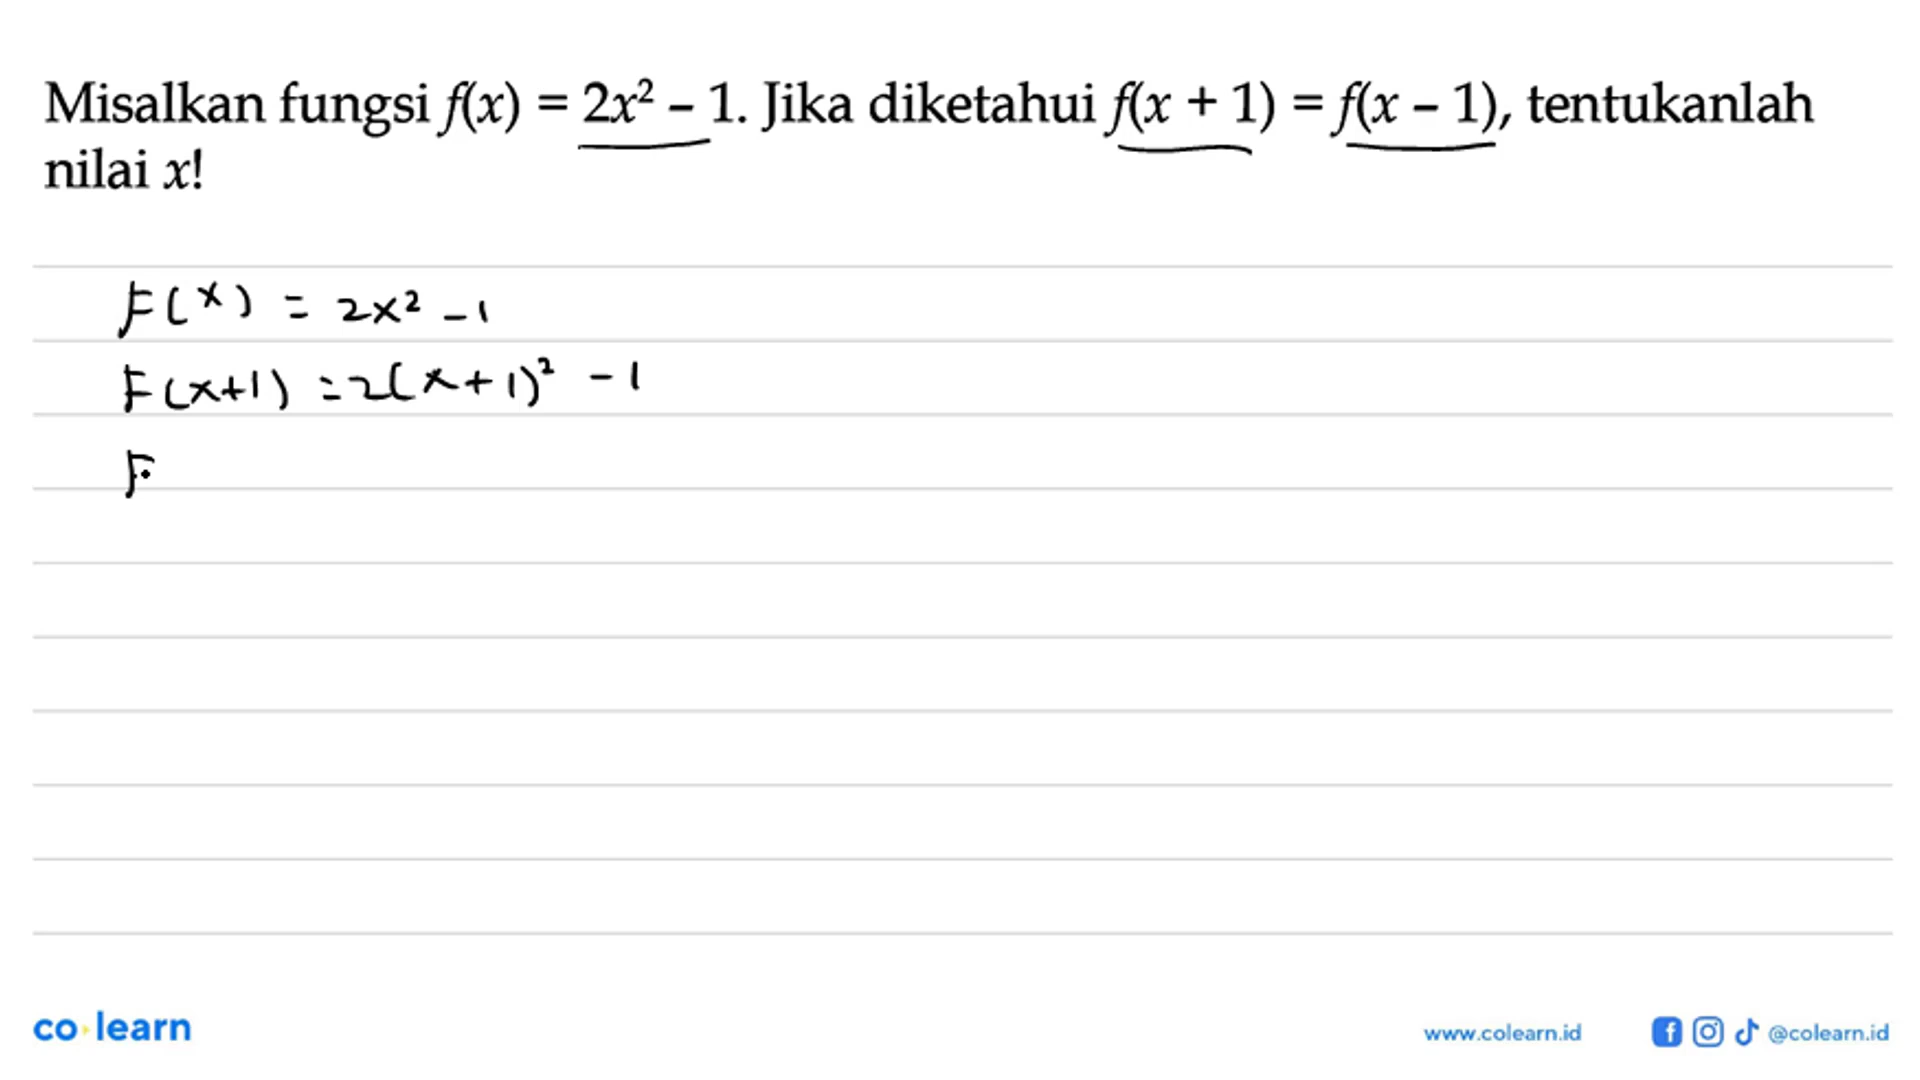 Misalkan fungsi f(x) = 2x² – 1. Jika diketahui f(x + 1) = f(x – 1), tentukanlah
nilai x!
F(x) = 2x² - 1
F(x+1) = 2(x+1)² - 1
F
co learn
www.colearn.id
@colearn.id